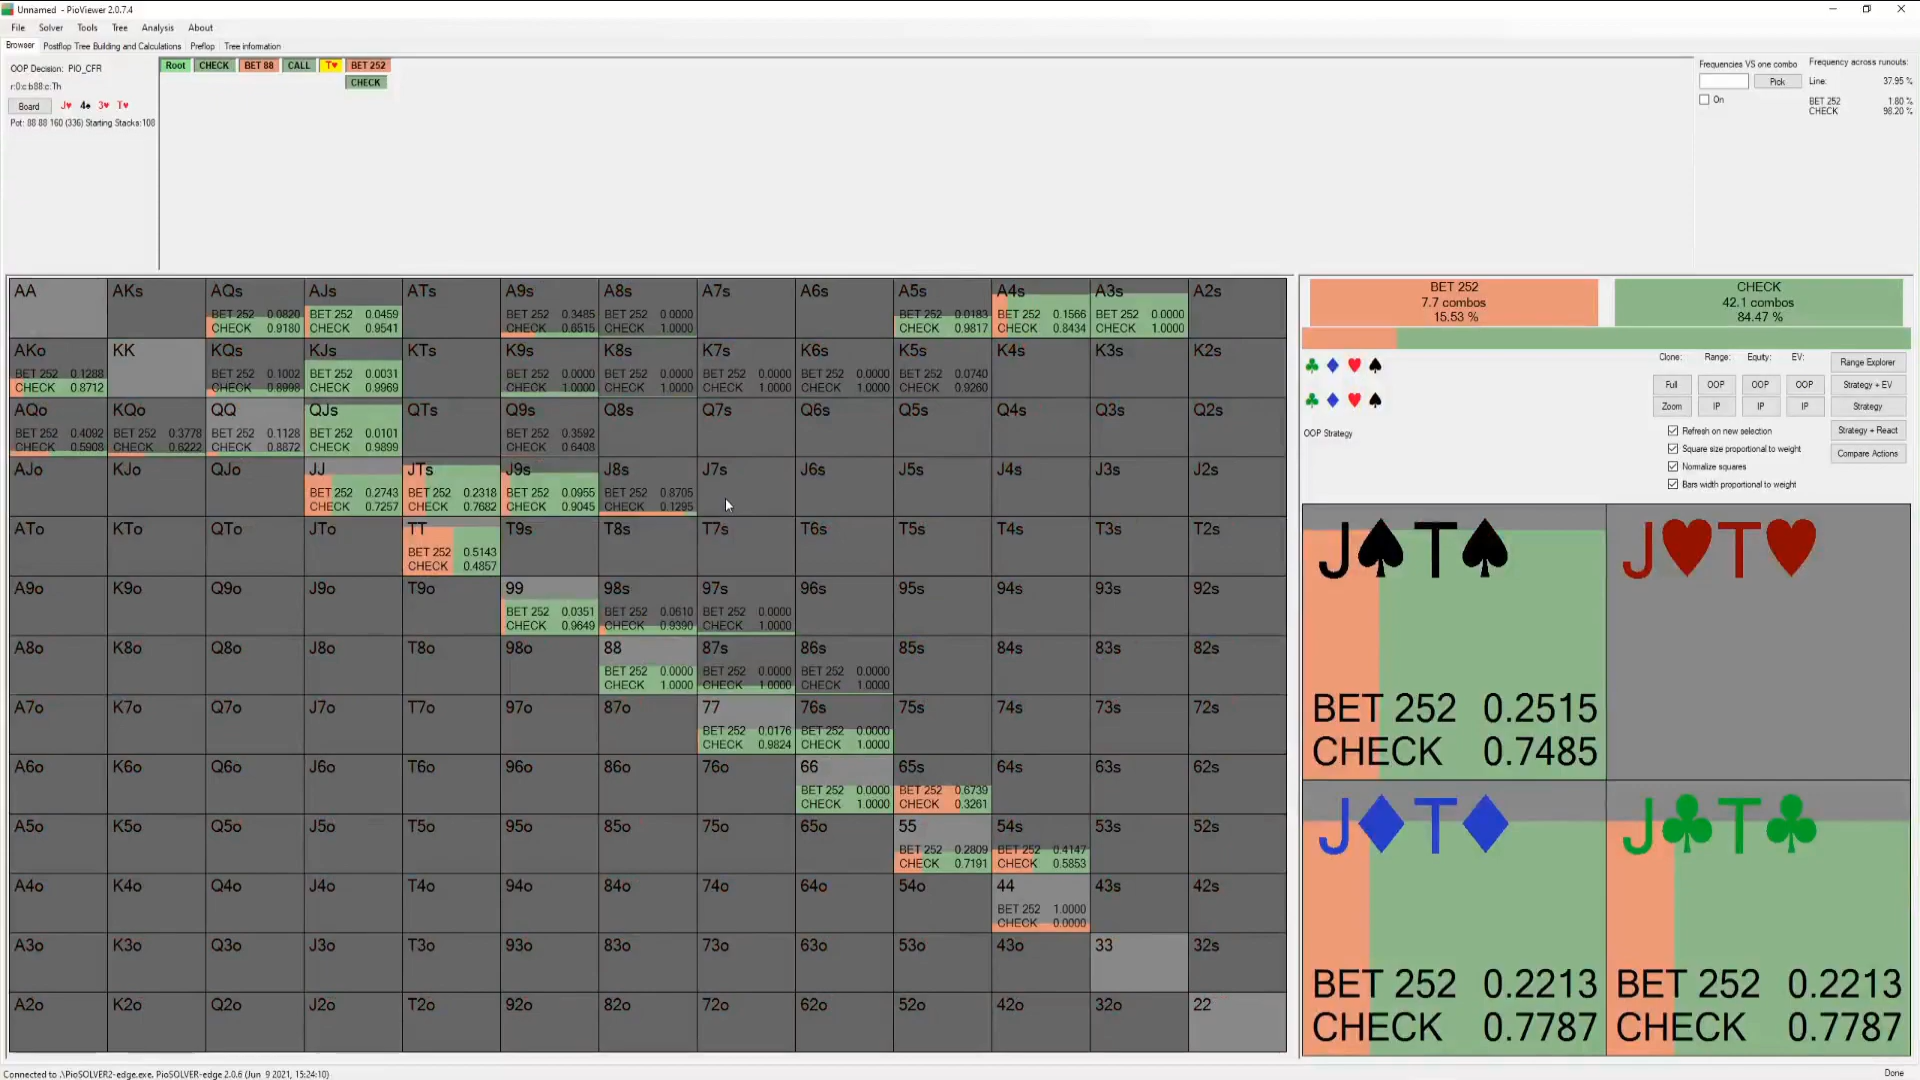 Unnamed - PioViewer 2.0.7.4
File Solver Tools Tree Analysis About
Browser Postflop Tree Building and Calculations Preflop Tree information
OOP Decision: PIO_CFR
r:0:c:b88:c:Th
Board J♥ 4♠ 3♥ T♥
Pot: 88 88 160 (336) Starting Stacks:108
Root CHECK BET 88 CALL T♥ BET 252
CHECK
Frequencies VS one combo
Pick
On
Frequency across runouts:
Line: 37.95 %
BET 252 1.80 %
CHECK 98.20 %
AA AKs AQs AJs ATs A9s A8s A7s A6s A5s A4s A3s A2s
BET 252 0.0820 BET 252 0.0459 BET 252 0.3485 BET 252 0.0000 BET 252 0.0183 BET 252 0.1566 BET 252 0.0000
CHECK 0.9180 CHECK 0.9541 CHECK 0.6515 CHECK 1.0000 CHECK 0.9817 CHECK 0.8434 CHECK 1.0000
AKo KK KQs KJs KTs K9s K8s K7s K6s K5s K4s K3s K2s
BET 252 0.1288 BET 252 0.1002 BET 252 0.0031 BET 252 0.0000 BET 252 0.0000 BET 252 0.0000 BET 252 0.0000 BET 252 0.0740
CHECK 0.8712 CHECK 0.8998 CHECK 0.9969 CHECK 1.0000 CHECK 1.0000 CHECK 1.0000 CHECK 1.0000 CHECK 0.9260
AQo KQo QQ QJs QTs Q9s Q8s Q7s Q6s Q5s Q4s Q3s Q2s
BET 252 0.4092 BET 252 0.3778 BET 252 0.1128 BET 252 0.0101 BET 252 0.3592
CHECK 0.5908 CHECK 0.6222 CHECK 0.8872 CHECK 0.9899 CHECK 0.6408
AJo KJo QJo JJ JTs J9s J8s J7s J6s J5s J4s J3s J2s
BET 252 0.2743 BET 252 0.2318 BET 252 0.0955 BET 252 0.8705
CHECK 0.7257 CHECK 0.7682 CHECK 0.9045 CHECK 0.1295
ATo KTo QTo JTo TT T9s T8s T7s T6s T5s T4s T3s T2s
BET 252 0.5143
CHECK 0.4857
A9o K9o Q9o J9o T9o 99 98s 97s 96s 95s 94s 93s 92s
BET 252 0.0351 BET 252 0.0610 BET 252 0.0000
CHECK 0.9649 CHECK 0.9390 CHECK 1.0000
A8o K8o Q8o J8o T8o 98o 88 87s 86s 85s 84s 83s 82s
BET 252 0.0000 BET 252 0.0000 BET 252 0.0000
CHECK 1.0000 CHECK 1.0000 CHECK 1.0000
A7o K7o Q7o J7o T7o 97o 87o 77 76s 75s 74s 73s 72s
BET 252 0.0176 BET 252 0.0000
CHECK 0.9824 CHECK 1.0000
A6o K6o Q6o J6o T6o 96o 86o 76o 66 65s 64s 63s 62s
BET 252 0.0000 BET 252 0.6739
CHECK 1.0000 CHECK 0.3261
A5o K5o Q5o J5o T5o 95o 85o 75o 65o 55 54s 53s 52s
BET 252 0.2809 BET 252 0.4147
CHECK 0.7191 CHECK 0.5853
A4o K4o Q4o J4o T4o 94o 84o 74o 64o 54o 44 43s 42s
BET 252 1.0000
CHECK 0.0000
A3o K3o Q3o J3o T3o 93o 83o 73o 63o 53o 43o 33 32s
A2o K2o Q2o J2o T2o 92o 82o 72o 62o 52o 42o 32o 22
BET 252 CHECK
7.7 combos 42.1 combos
15.53 % 84.47 %
♣ ♦ ♥ ♠
♣ ♦ ♥ ♠
OOP Strategy
Clone: Range: Equity: EV:
Full OOP OOP OOP
Zoom IP IP IP
Range Explorer
Strategy + EV
Strategy
Strategy + React
Compare Actions
Refresh on new selection
Square size proportional to weight
Normalize squares
Bars width proportional to weight
J♠T♠ J♥T♥
BET 252 0.2515
CHECK 0.7485
J♦T♦ J♣T♣
BET 252 0.2213 BET 252 0.2213
CHECK 0.7787 CHECK 0.7787
Connected to .\PioSOLVER2-edge.exe. PioSOLVER-edge 2.0.6 (Jun 9 2021, 15:24:10)
Done